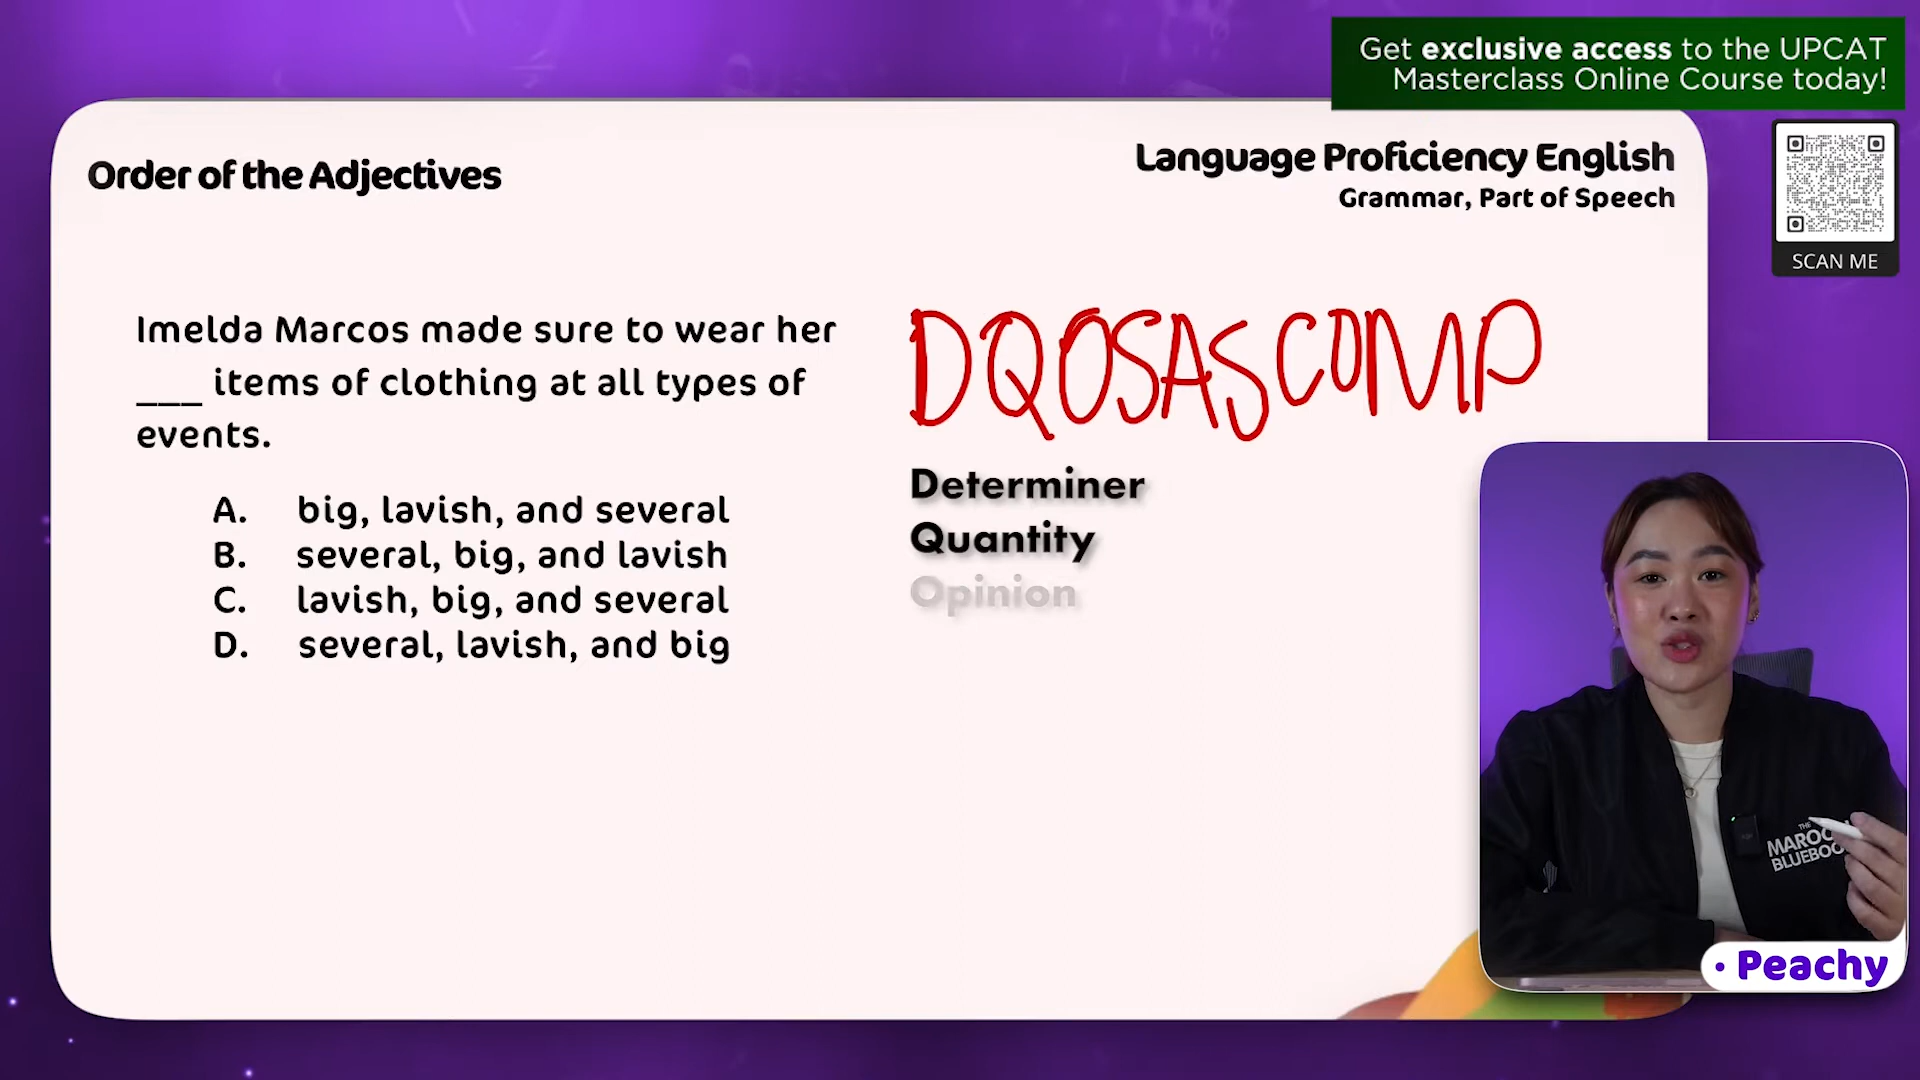 Get exclusive access to the UPCAT
Masterclass Online Course today!
SCAN ME
Order of the Adjectives
Language Proficiency English
Grammar, Part of Speech
Imelda Marcos made sure to wear her
___ items of clothing at all types of
events.
A. big, lavish, and several
B. several, big, and lavish
C. lavish, big, and several
D. several, lavish, and big
DQOSASCOMP
Determiner
Quantity
Opinion
THE
MAROON
BLUEBOO
• Peachy